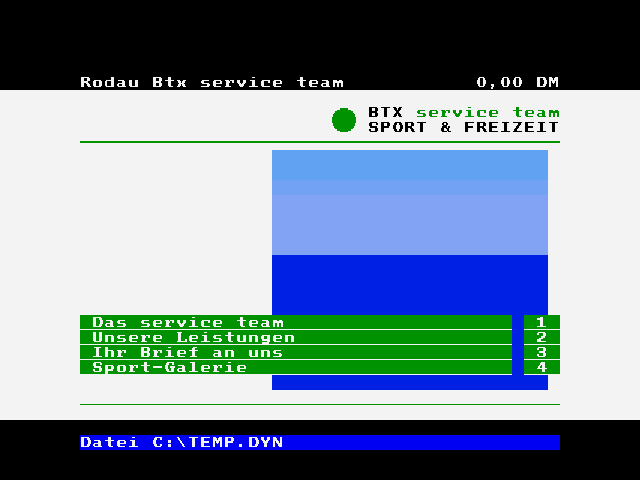 Rodau Btx service team 0,00 DM
BTX service team
SPORT & FREIZEIT
Das service team 1
Unsere Leistungen 2
Ihr Brief an uns 3
Sport-Galerie 4
Datei C:\TEMP.DYN